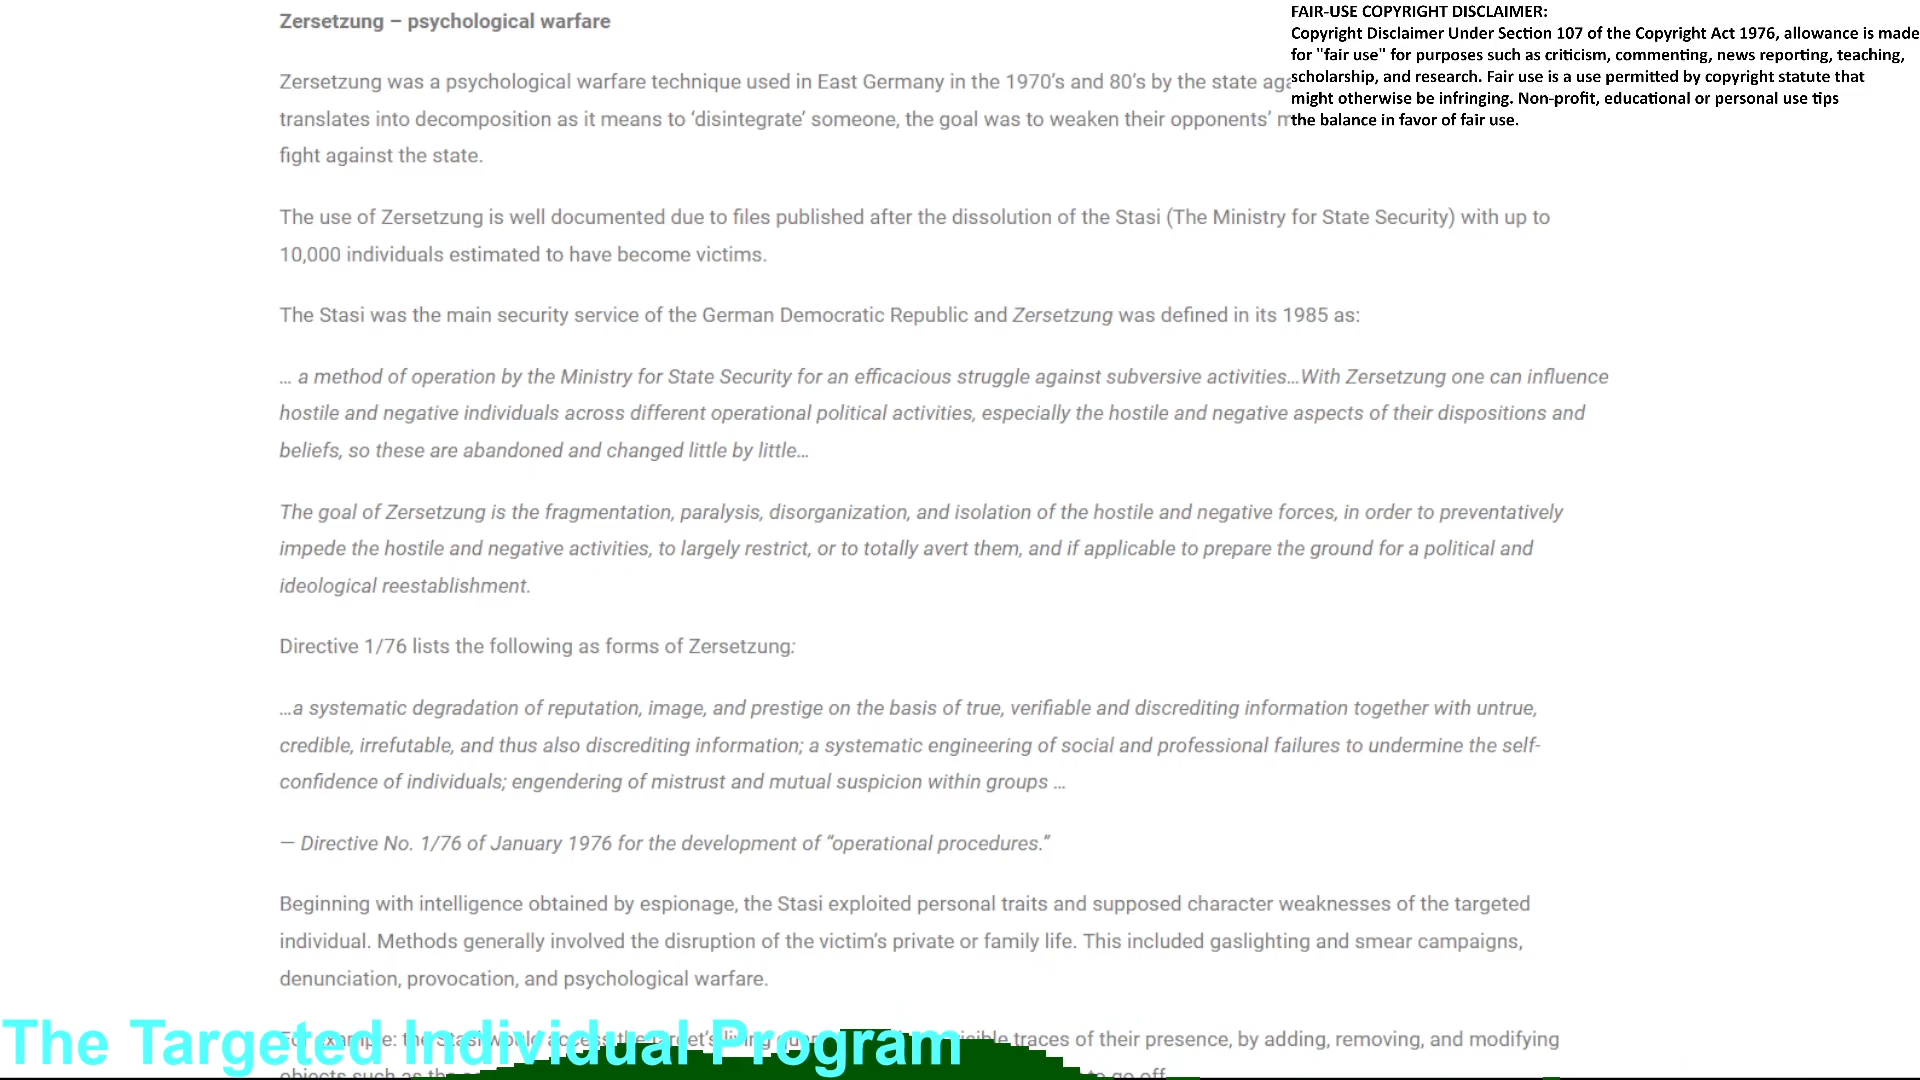 Zersetzung – psychological warfare
FAIR-USE COPYRIGHT DISCLAIMER:
Copyright Disclaimer Under Section 107 of the Copyright Act 1976, allowance is made
for "fair use" for purposes such as criticism, commenting, news reporting, teaching,
scholarship, and research. Fair use is a use permitted by copyright statute that
might otherwise be infringing. Non-profit, educational or personal use tips
the balance in favor of fair use.
Zersetzung was a psychological warfare technique used in East Germany in the 1970’s and 80’s by the state
translates into decomposition as it means to ‘disintegrate’ someone, the goal was to weaken their opponents’
fight against the state.
The use of Zersetzung is well documented due to files published after the dissolution of the Stasi (The Ministry for State Security) with up to
10,000 individuals estimated to have become victims.
The Stasi was the main security service of the German Democratic Republic and Zersetzung was defined in its 1985 as:
… a method of operation by the Ministry for State Security for an efficacious struggle against subversive activities…With Zersetzung one can influence
hostile and negative individuals across different operational political activities, especially the hostile and negative aspects of their dispositions and
beliefs, so these are abandoned and changed little by little…
The goal of Zersetzung is the fragmentation, paralysis, disorganization, and isolation of the hostile and negative forces, in order to preventatively
impede the hostile and negative activities, to largely restrict, or to totally avert them, and if applicable to prepare the ground for a political and
ideological reestablishment.
Directive 1/76 lists the following as forms of Zersetzung:
…a systematic degradation of reputation, image, and prestige on the basis of true, verifiable and discrediting information together with untrue,
credible, irrefutable, and thus also discrediting information; a systematic engineering of social and professional failures to undermine the self-
confidence of individuals; engendering of mistrust and mutual suspicion within groups …
— Directive No. 1/76 of January 1976 for the development of “operational procedures.”
Beginning with intelligence obtained by espionage, the Stasi exploited personal traits and supposed character weaknesses of the targeted
individual. Methods generally involved the disruption of the victim’s private or family life. This included gaslighting and smear campaigns,
denunciation, provocation, and psychological warfare.
The Targeted Individual Program
traces of their presence, by adding, removing, and modifying
objects such as the
to go off